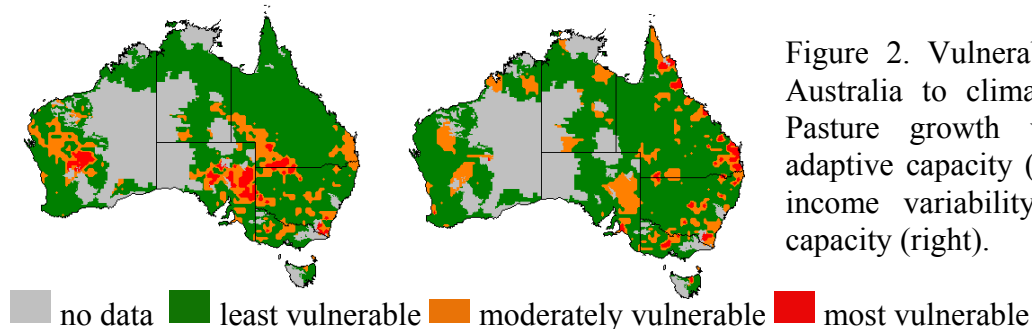 Figure 2. Vulnera
Australia to clima
Pasture growth
adaptive capacity
income variability
capacity (right).
no data least vulnerable moderately vulnerable most vulnerable